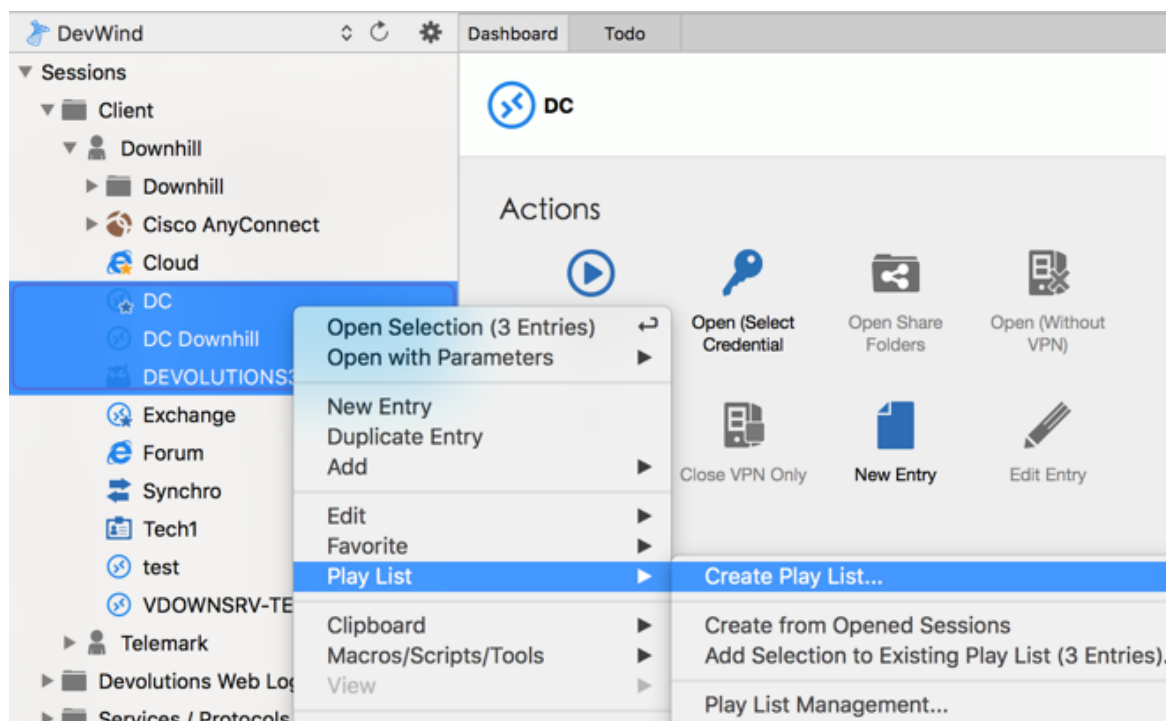 DevWind
Dashboard
Todo
Sessions
Client
Downhill
Downhill
Cisco AnyConnect
Cloud
DC
DC Downhill
Exchange
Forum
Synchro
Tech1
test
Telemark
Devolutions Web
Services / Protocols
DC
Actions
Open (Select
Credential
Open Share
Folders
Open (Without
VPN)
Close VPN Only
New Entry
Edit Entry
Open Selection (3 Entries)
Open with Parameters
New Entry
Duplicate Entry
Add
Edit
Favorite
Play List
Clipboard
Macros/Scripts/Tools
View
Create Play List...
Create from Opened Sessions
Add Selection to Existing Play List (3 Entries).
Play List Management...